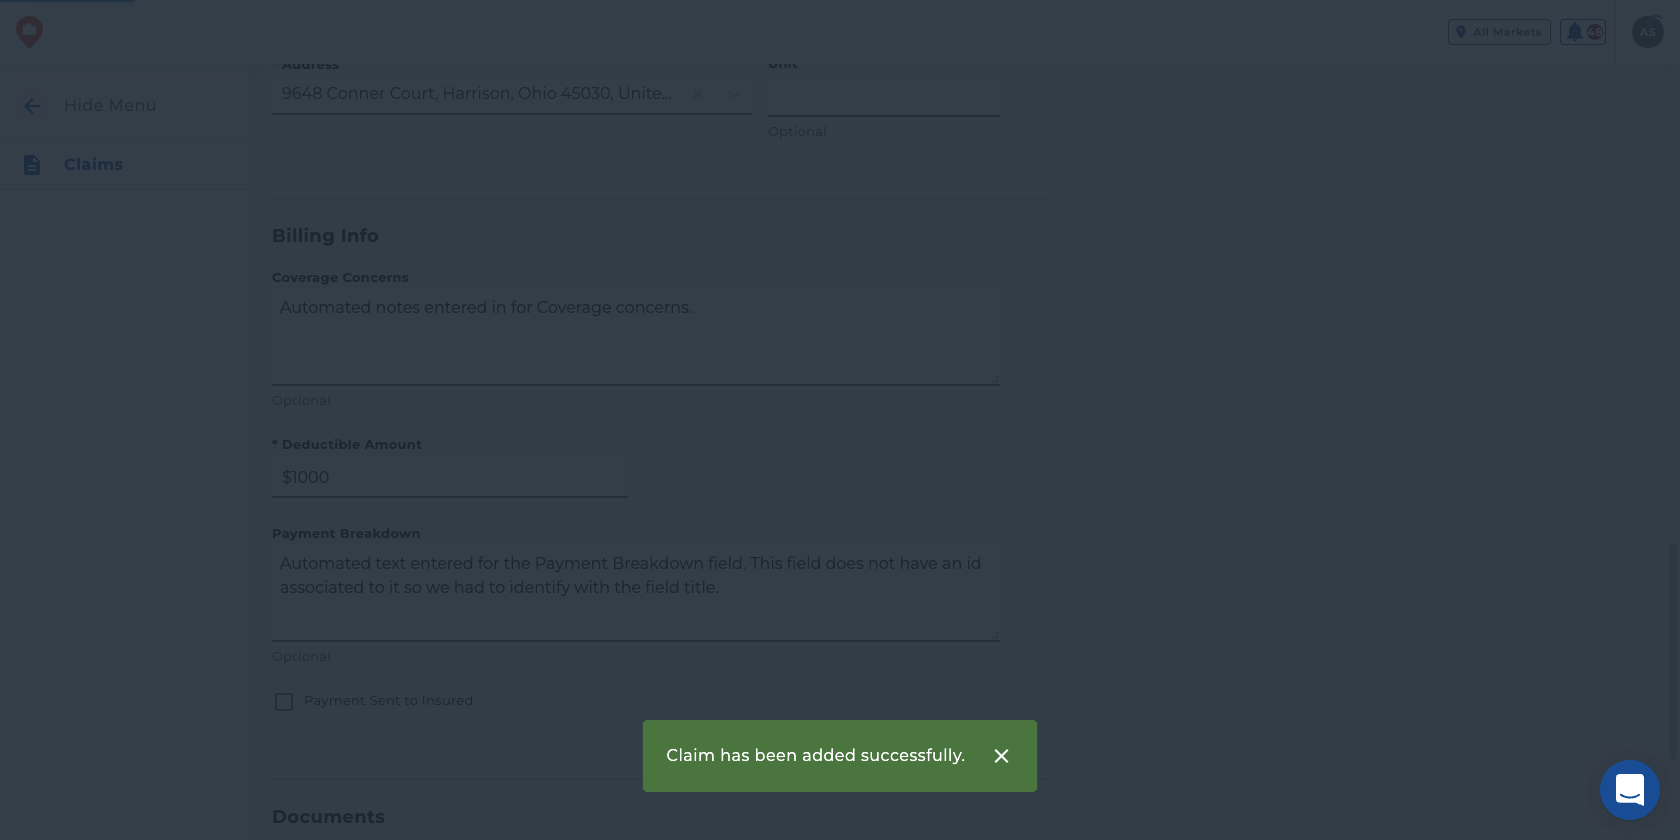 All Markets
48
AS
Address
Unit
9648 Conner Court, Harrison, Ohio 45030, Unite...
Optional
Hide Menu
Claims
Billing Info
Coverage Concerns
Automated notes entered in for Coverage concerns.
Optional
* Deductible Amount
$1000
Payment Breakdown
Automated text entered for the Payment Breakdown field. This field does not have an id
associated to it so we had to identify with the field title.
Optional
Payment Sent to Insured
Claim has been added successfully.
Documents